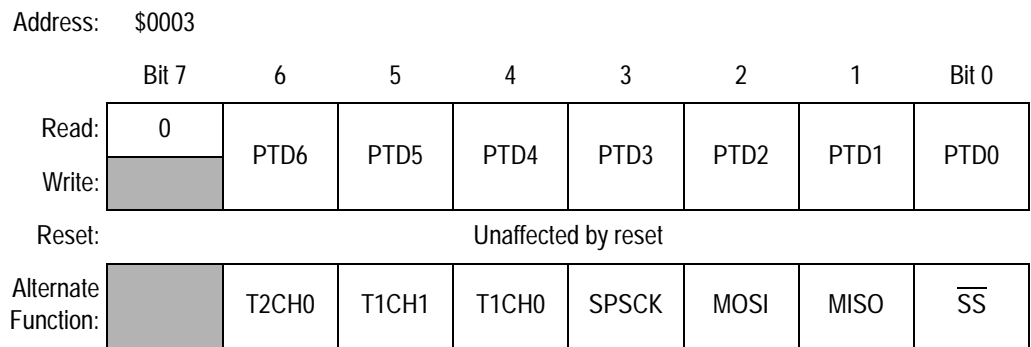 Address: $0003
Bit 7 6 5 4 3 2 1 Bit 0
Read: 0 PTD6 PTD5 PTD4 PTD3 PTD2 PTD1 PTD0
Write:
Reset: Unaffected by reset
Alternate Function: T2CH0 T1CH1 T1CH0 SPSCK MOSI MISO S̅S̅